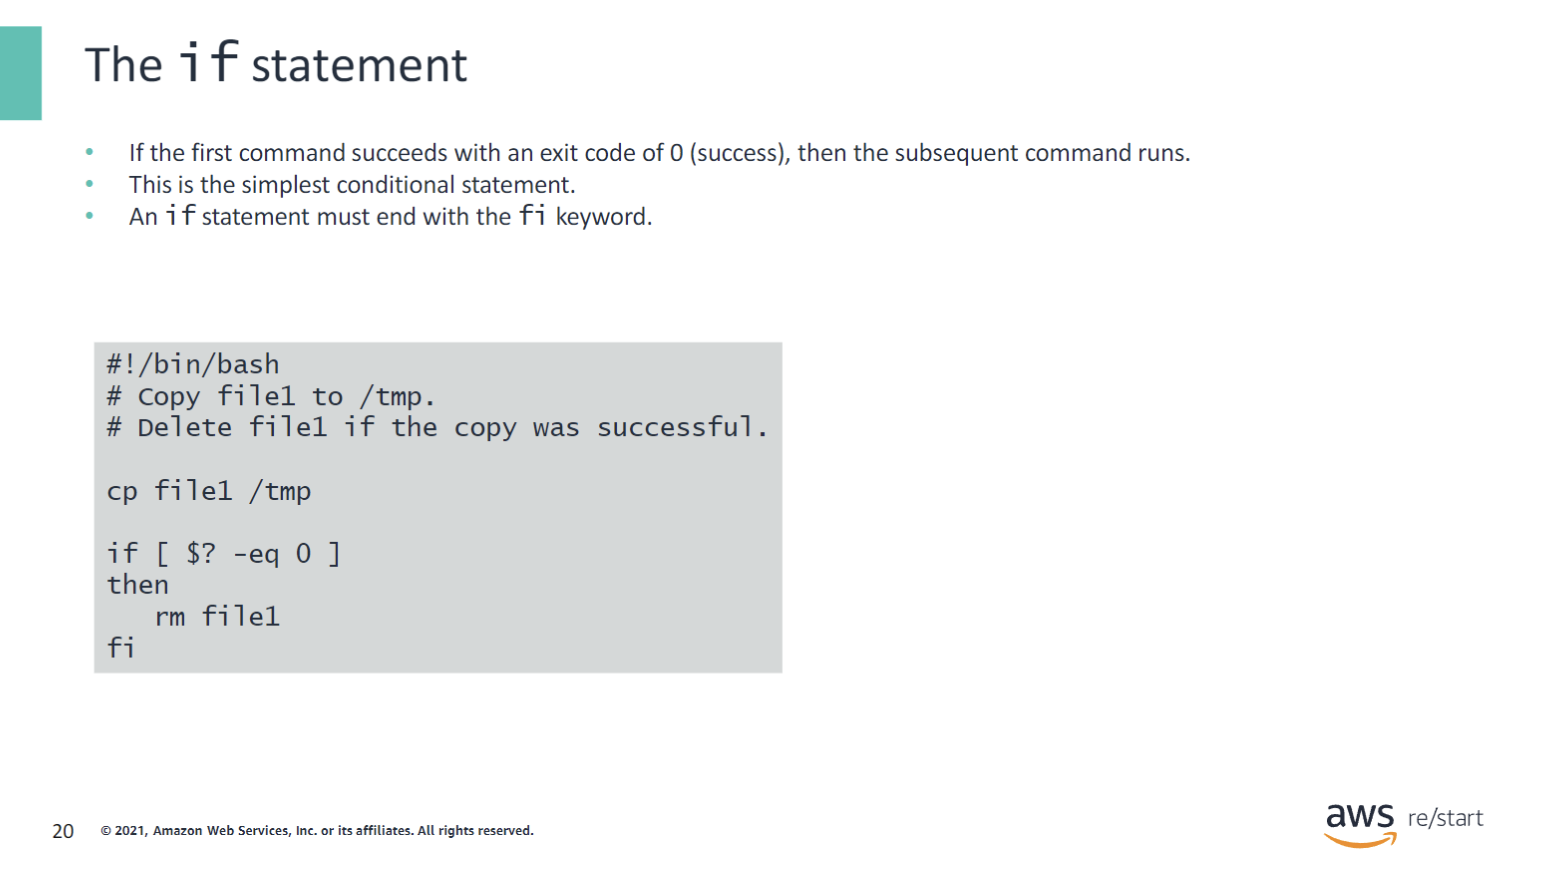 The if statement
• If the first command succeeds with an exit code of 0 (success), then the subsequent command runs.
• This is the simplest conditional statement.
• An if statement must end with the fi keyword.
#!/bin/bash
# Copy file1 to /tmp.
# Delete file1 if the copy was successful.
cp file1 /tmp
if [ $? -eq 0 ]
then
   rm file1
fi
20 © 2021, Amazon Web Services, Inc. or its affiliates. All rights reserved.
aws re/start